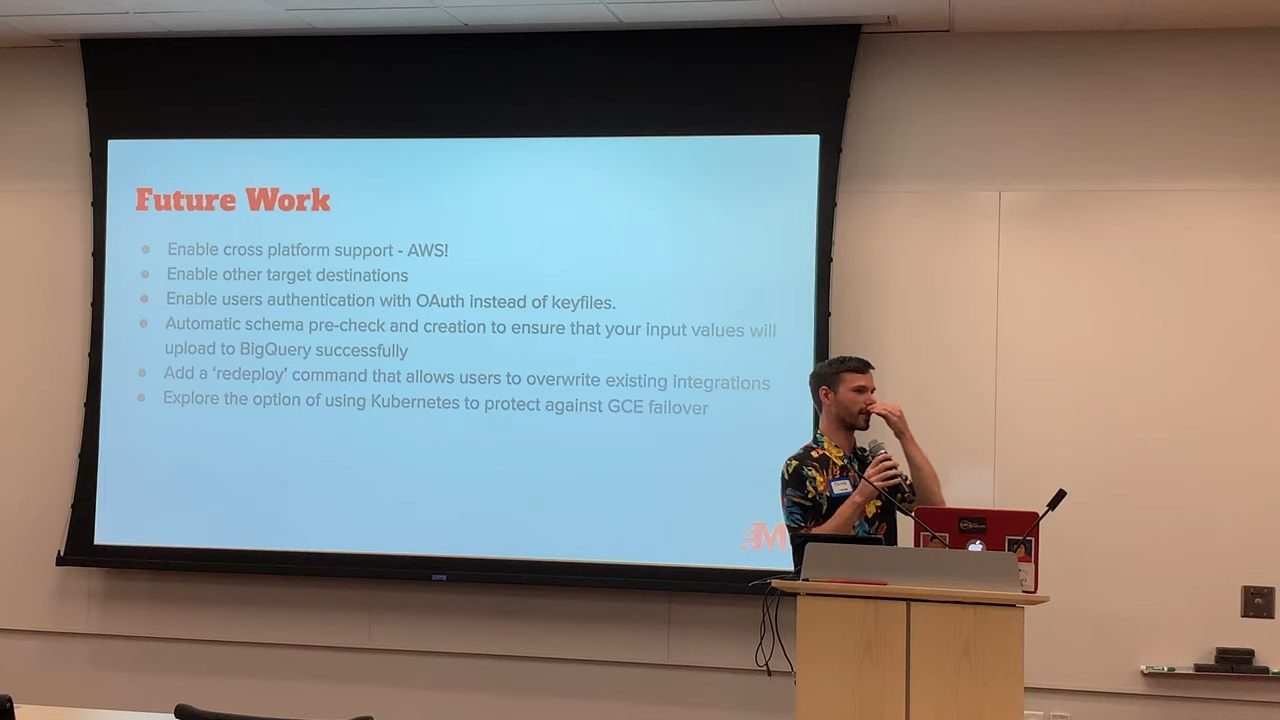 Future Work
Enable cross platform support - AWS!
Enable other target destinations
Enable users authentication with OAuth instead of keyfiles.
Automatic schema pre-check and creation to ensure that your input values will
upload to BigQuery successfully
Add a ‘redeploy’ command that allows users to overwrite existing integrations
Explore the option of using Kubernetes to protect against GCE failover
M